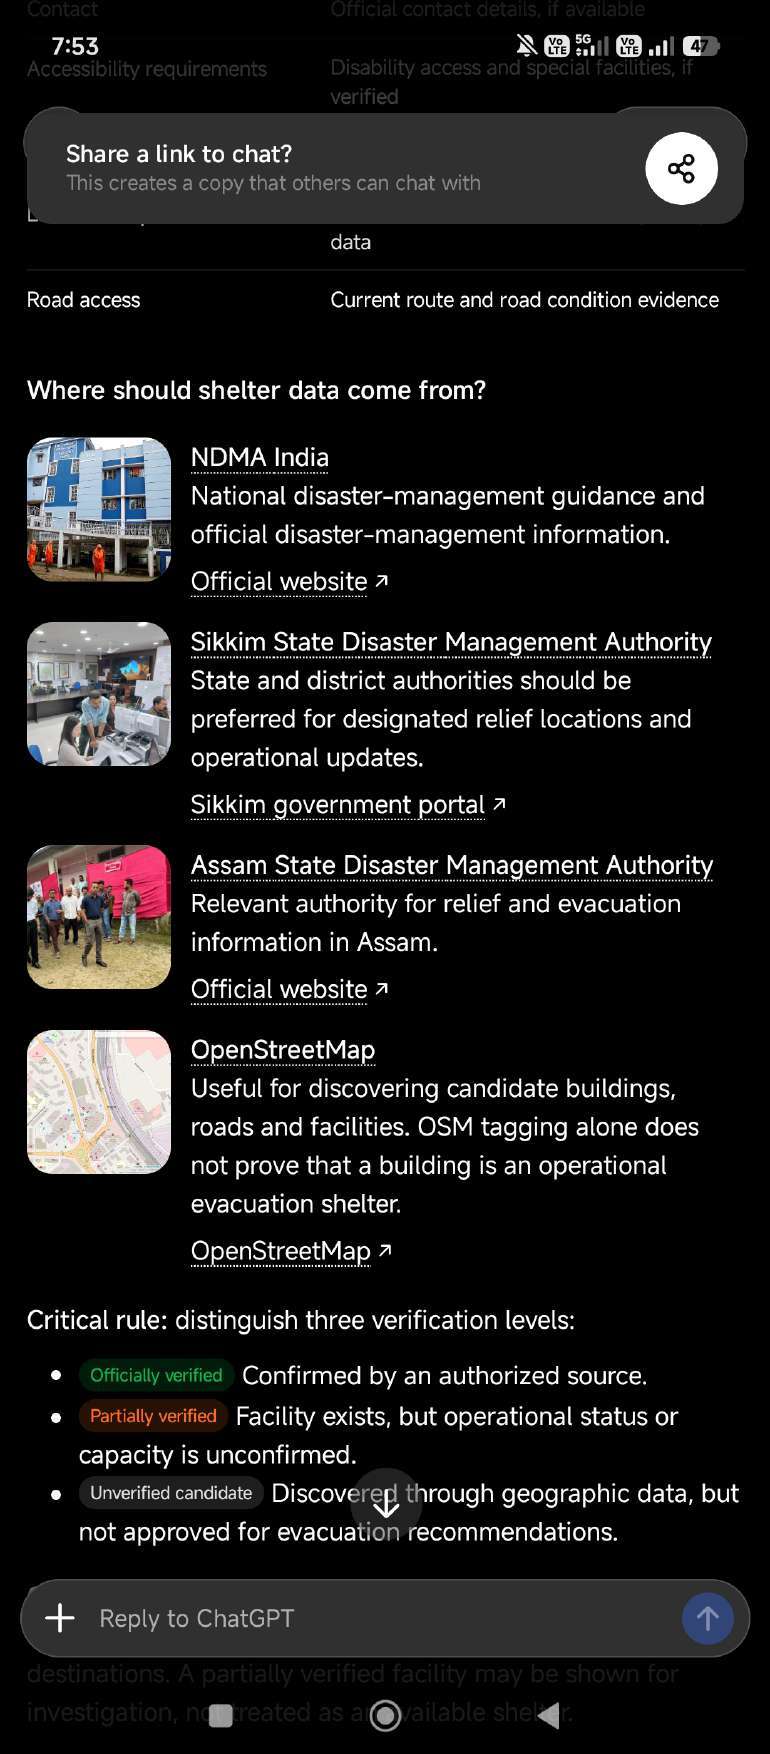 Contact Official contact details, if available
7:53 Vo LTE 5G Vo LTE 47
Accessibility requirements Disability access and special facilities, if
verified
Share a link to chat?
This creates a copy that others can chat with
data
Road access Current route and road condition evidence
Where should shelter data come from?
NDMA India
National disaster-management guidance and
official disaster-management information.
Official website ↗
Sikkim State Disaster Management Authority
State and district authorities should be
preferred for designated relief locations and
operational updates.
Sikkim government portal ↗
Assam State Disaster Management Authority
Relevant authority for relief and evacuation
information in Assam.
Official website ↗
OpenStreetMap
Useful for discovering candidate buildings,
roads and facilities. OSM tagging alone does
not prove that a building is an operational
evacuation shelter.
OpenStreetMap ↗
Critical rule: distinguish three verification levels:
• Officially verified Confirmed by an authorized source.
• Partially verified Facility exists, but operational status or
capacity is unconfirmed.
• Unverified candidate Discovered through geographic data, but
not approved for evacuation recommendations.
Reply to ChatGPT
destinations. A partially verified facility may be shown for
investigation, not treated as an available shelter.